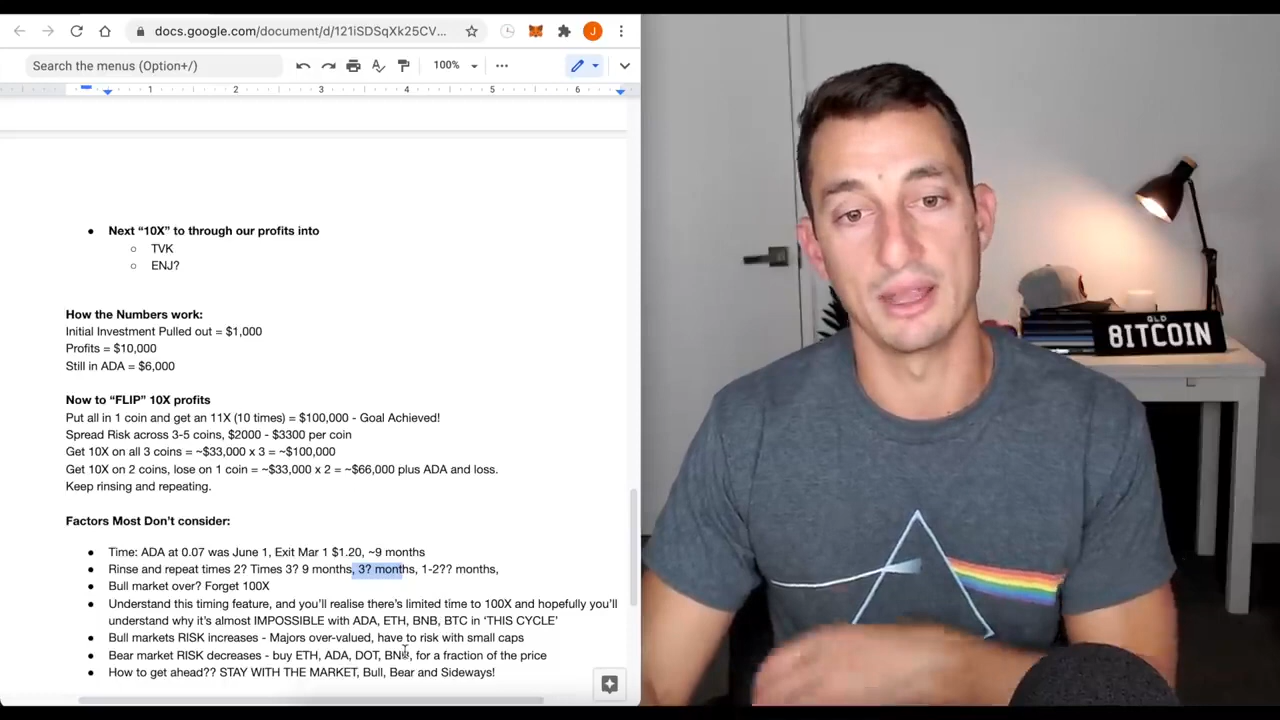 docs.google.com/document/d/121iSDSqXk25CV...
J
Search the menus (Option+/)
100%
1 2 3 4 5 6
● Next “10X” to through our profits into
○ TVK
○ ENJ?
How the Numbers work:
Initial Investment Pulled out = $1,000
Profits = $10,000
Still in ADA = $6,000
Now to “FLIP” 10X profits
Put all in 1 coin and get an 11X (10 times) = $100,000 - Goal Achieved!
Spread Risk across 3-5 coins, $2000 - $3300 per coin
Get 10X on all 3 coins = ~$33,000 x 3 = ~$100,000
Get 10X on 2 coins, lose on 1 coin = ~$33,000 x 2 = ~$66,000 plus ADA and loss.
Keep rinsing and repeating.
Factors Most Don’t consider:
● Time: ADA at 0.07 was June 1, Exit Mar 1 $1.20, ~9 months
● Rinse and repeat times 2? Times 3? 9 months, 3? months, 1-2?? months,
● Bull market over? Forget 100X
● Understand this timing feature, and you’ll realise there’s limited time to 100X and hopefully you’ll
understand why it’s almost IMPOSSIBLE with ADA, ETH, BNB, BTC in ‘THIS CYCLE’
● Bull markets RISK increases - Majors over-valued, have to risk with small caps
● Bear market RISK decreases - buy ETH, ADA, DOT, BNB, for a fraction of the price
● How to get ahead?? STAY WITH THE MARKET, Bull, Bear and Sideways!
QLD
8ITCOIN